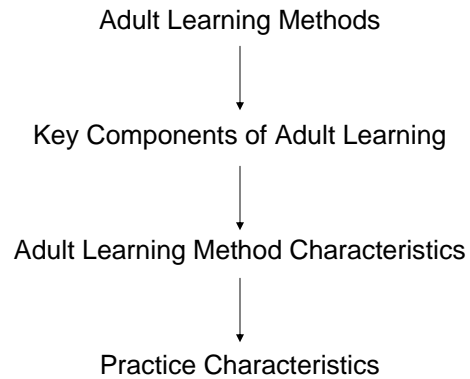 Adult Learning Methods
Key Components of Adult Learning
Adult Learning Method Characteristics
Practice Characteristics